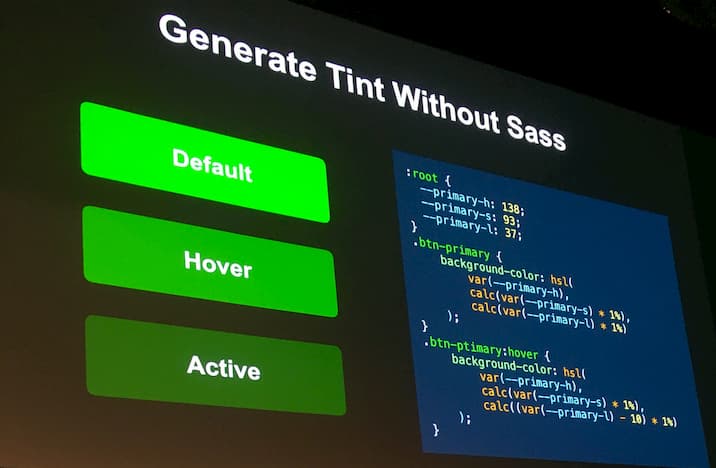 Generate Tint Without Sass
Default
Hover
Active
:root {
--primary-h: 138;
--primary-s: 93;
--primary-l: 37;
}
.btn-primary {
background-color: hsl(
var(--primary-h),
calc(var(--primary-s) * 1%),
calc(var(--primary-l) * 1%)
);
}
.btn-ptimary:hover {
background-color: hsl(
var(--primary-h),
calc(var(--primary-s) * 1%),
calc((var(--primary-l) - 10) * 1%)
);
}